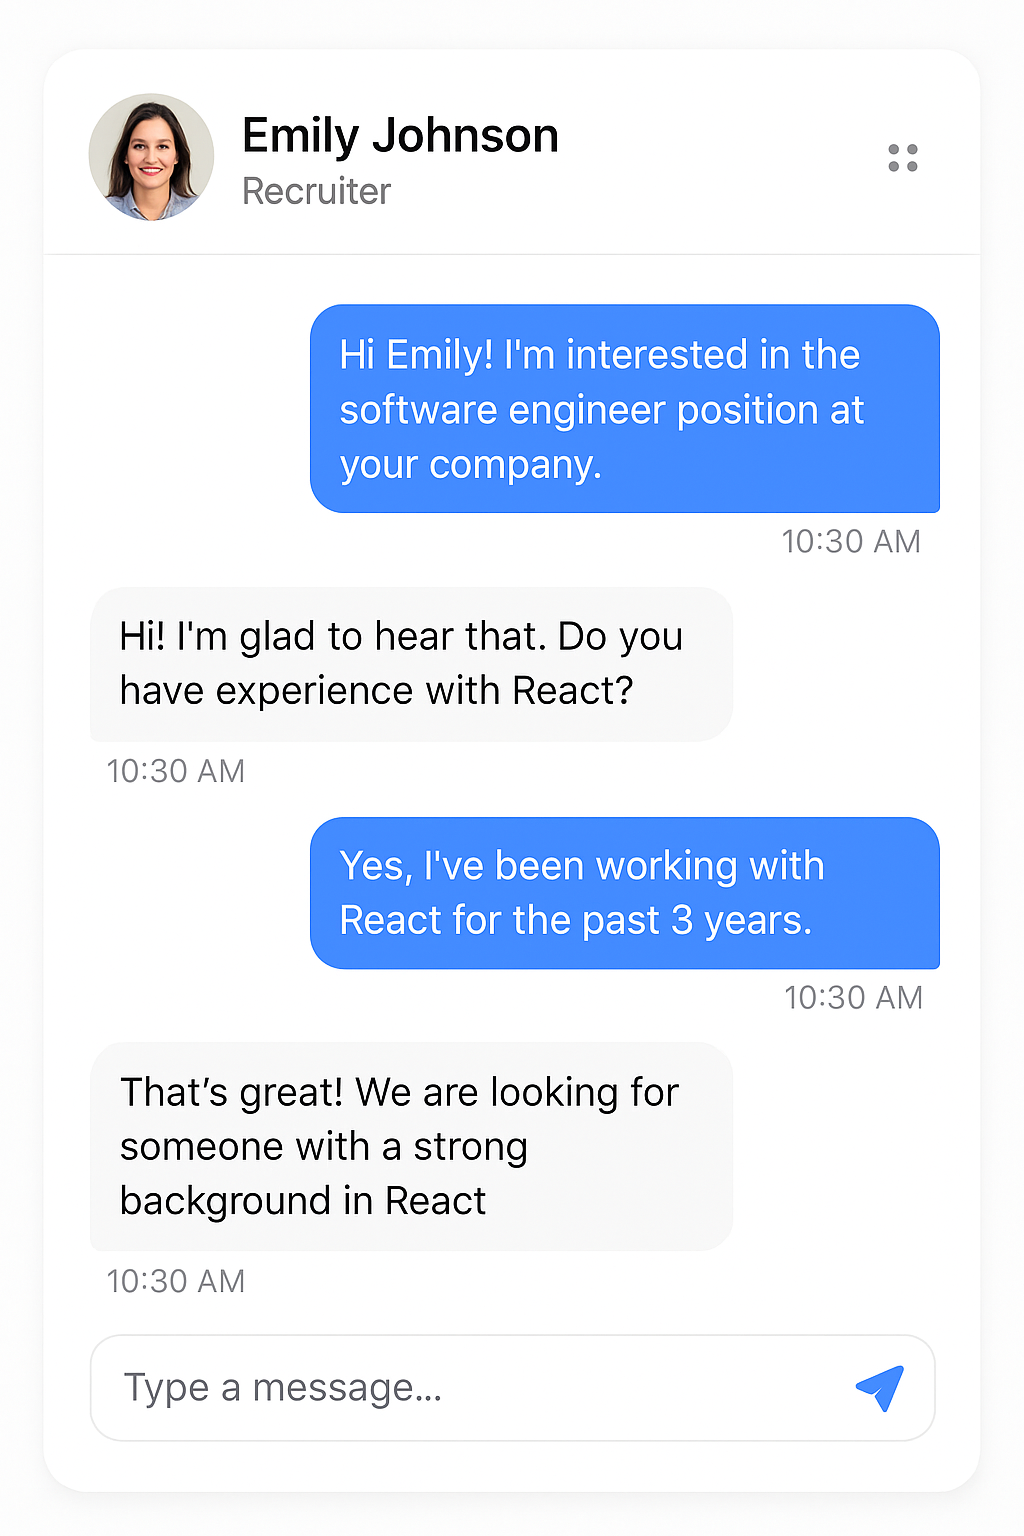 Emily Johnson
Recruiter
Hi Emily! I'm interested in the
software engineer position at
your company.
10:30 AM
Hi! I'm glad to hear that. Do you
have experience with React?
10:30 AM
Yes, I've been working with
React for the past 3 years.
10:30 AM
That’s great! We are looking for
someone with a strong
background in React
10:30 AM
Type a message...